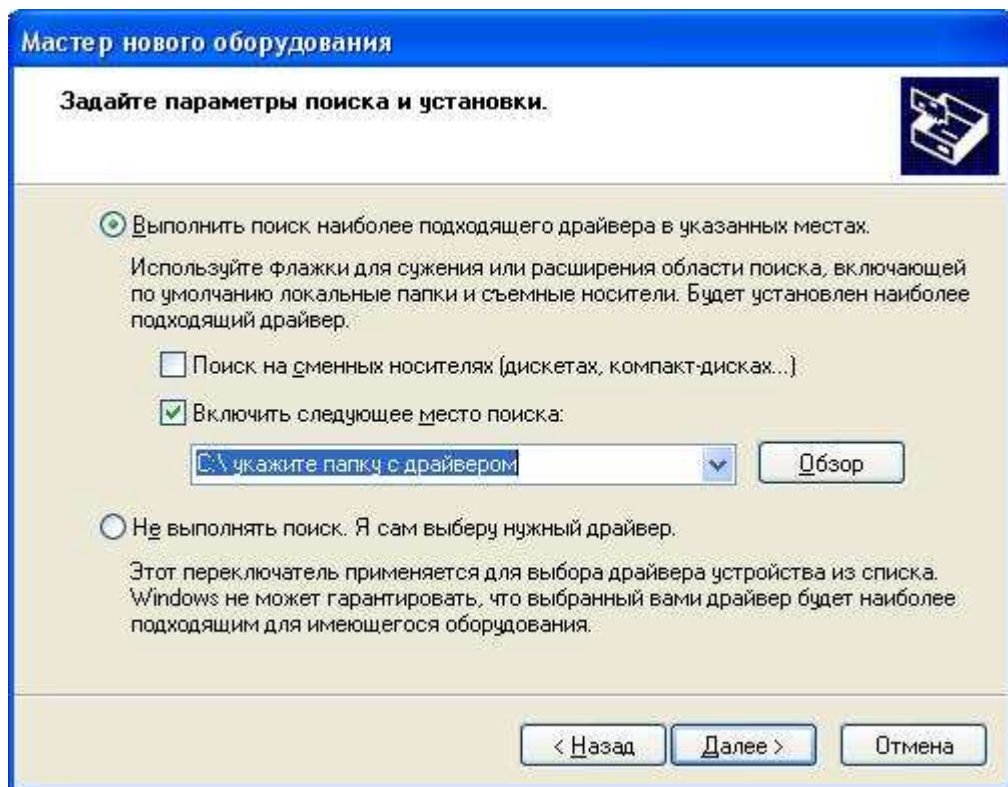 Мастер нового оборудования
Задайте параметры поиска и установки.
Выполнить поиск наиболее подходящего драйвера в указанных местах.
Используйте флажки для сужения или расширения области поиска, включающей
по умолчанию локальные папки и съемные носители. Будет установлен наиболее
подходящий драйвер.
Поиск на сменных носителях (дискетах, компакт-дисках...)
Включить следующее место поиска:
C:\ укажите папку с драйвером
Обзор
Не выполнять поиск. Я сам выберу нужный драйвер.
Этот переключатель применяется для выбора драйвера устройства из списка.
Windows не может гарантировать, что выбранный вами драйвер будет наиболее
подходящим для имеющегося оборудования.
< Назад Далее > Отмена